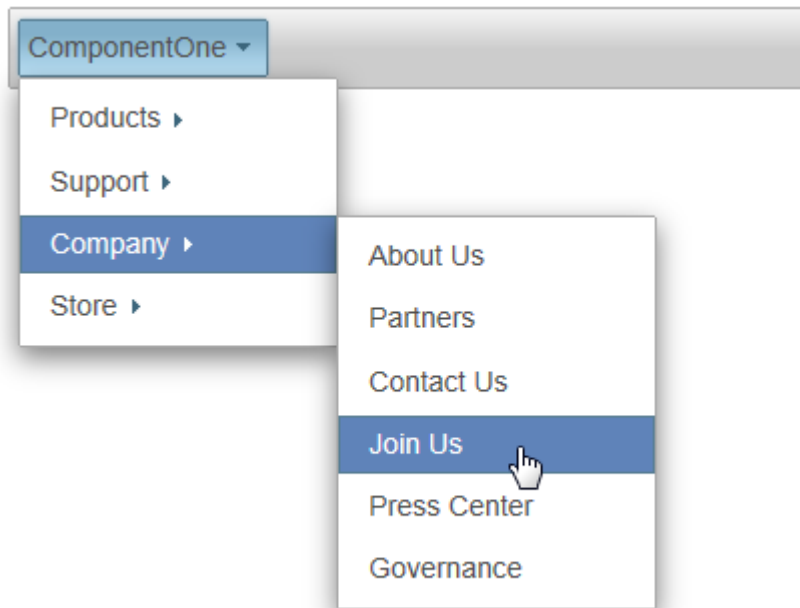 ComponentOne
Products
Support
Company
Store
About Us
Partners
Contact Us
Join Us
Press Center
Governance